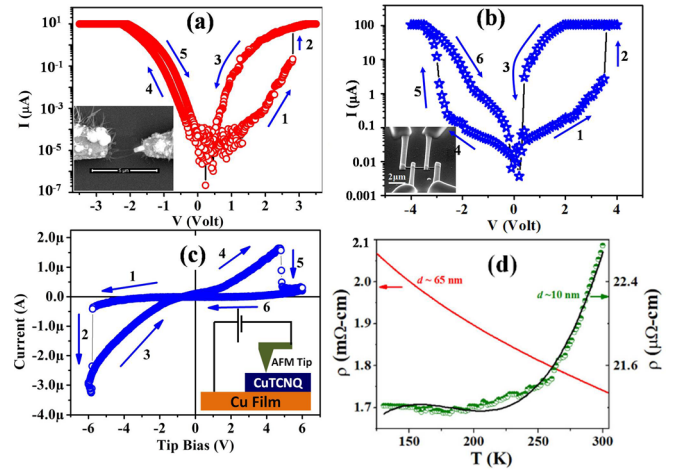 (a)
I (μA)
10¹
10⁻¹
10⁻³
10⁻⁵
10⁻⁷
5
4
3
2
1
-3
-2
-1
0
1
2
3
V (Volt)
(b)
I (μA)
100
10
1
0.1
0.01
0.001
6
5
4
3
2
1
2μm
-4
-2
0
2
4
V (Volt)
(c)
Current (A)
2.0μ
1.0μ
0.0
-1.0μ
-2.0μ
-3.0μ
-4.0μ
1
2
3
4
5
6
AFM Tip
CuTCNQ
Cu Film
-6
-4
-2
0
2
4
6
Tip Bias (V)
(d)
d ~ 65 nm
d~10 nm
ρ (mΩ-cm)
2.1
2.0
1.9
1.8
1.7
22.4
21.6
ρ (μΩ-cm)
150
200
250
300
T (K)